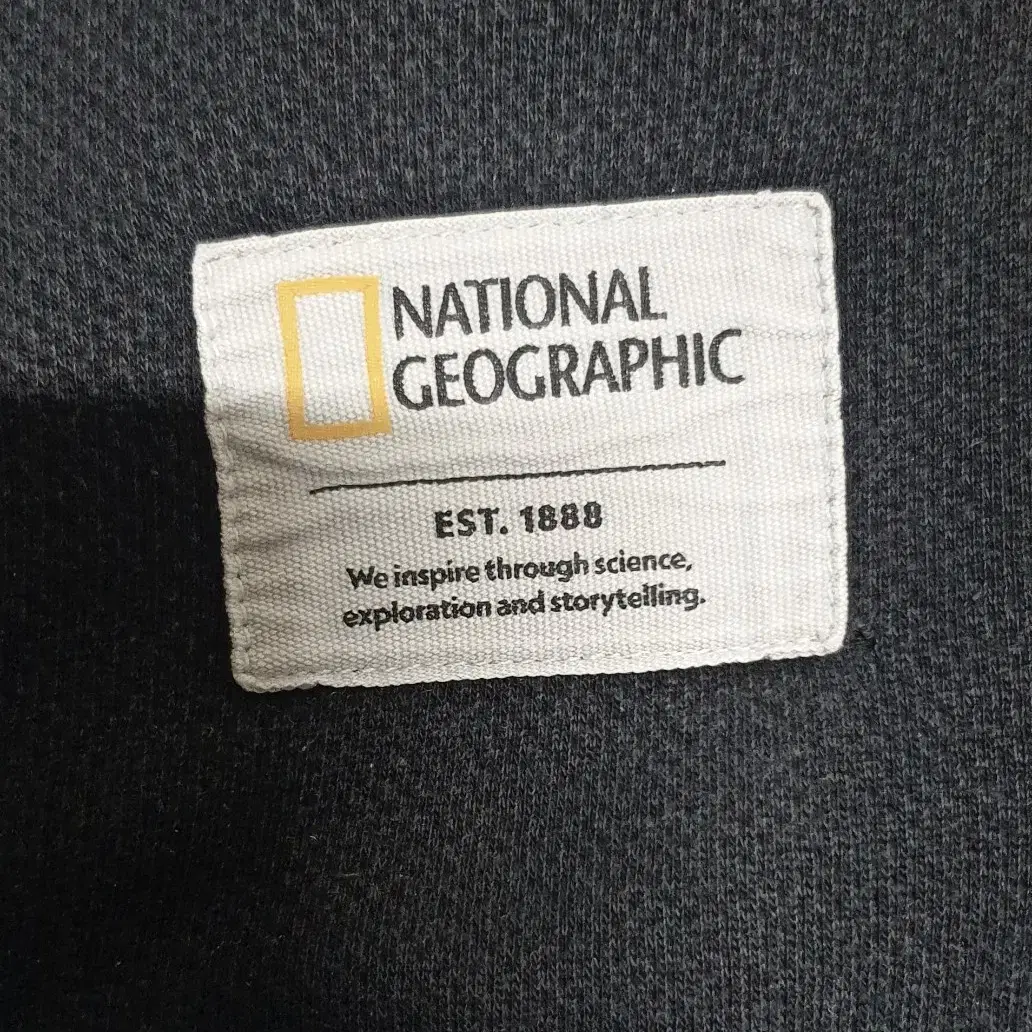 NATIONAL
GEOGRAPHIC
EST. 1888
We inspire through science,
exploration and storytelling.